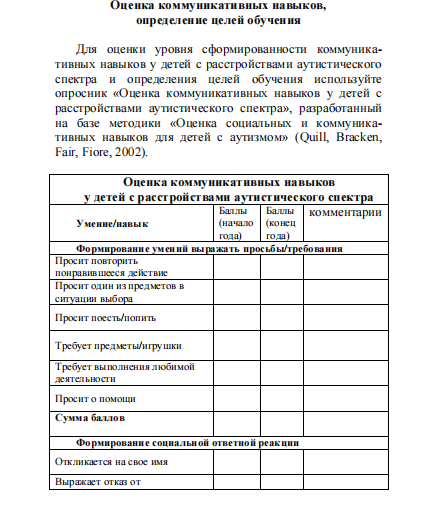 Оценка коммуникативных навыков,
определение целей обучения
Для оценки уровня сформированности коммуника-
тивных навыков у детей с расстройствами аутистического
спектра и определения целей обучения используйте
опросник «Оценка коммуникативных навыков у детей с
расстройствами аутистического спектра», разработанный
на базе методики «Оценка социальных и коммуника-
тивных навыков для детей с аутизмом» (Quill, Bracken,
Fair, Fiore, 2002).
Оценка коммуникативных навыков
у детей с расстройствами аутистического спектра
Умение/навык
Баллы
(начало
года)
Баллы
(конец
года)
комментарии
Формирование умений выражать просьбы/требования
Просит повторить
понравившееся действие
Просит один из предметов в
ситуации выбора
Просит поесть/попить
Требует предметы/игрушки
Требует выполнения любимой
деятельности
Просит о помощи
Сумма баллов
Формирование социальной ответной реакции
Откликается на свое имя
Выражает отказ от